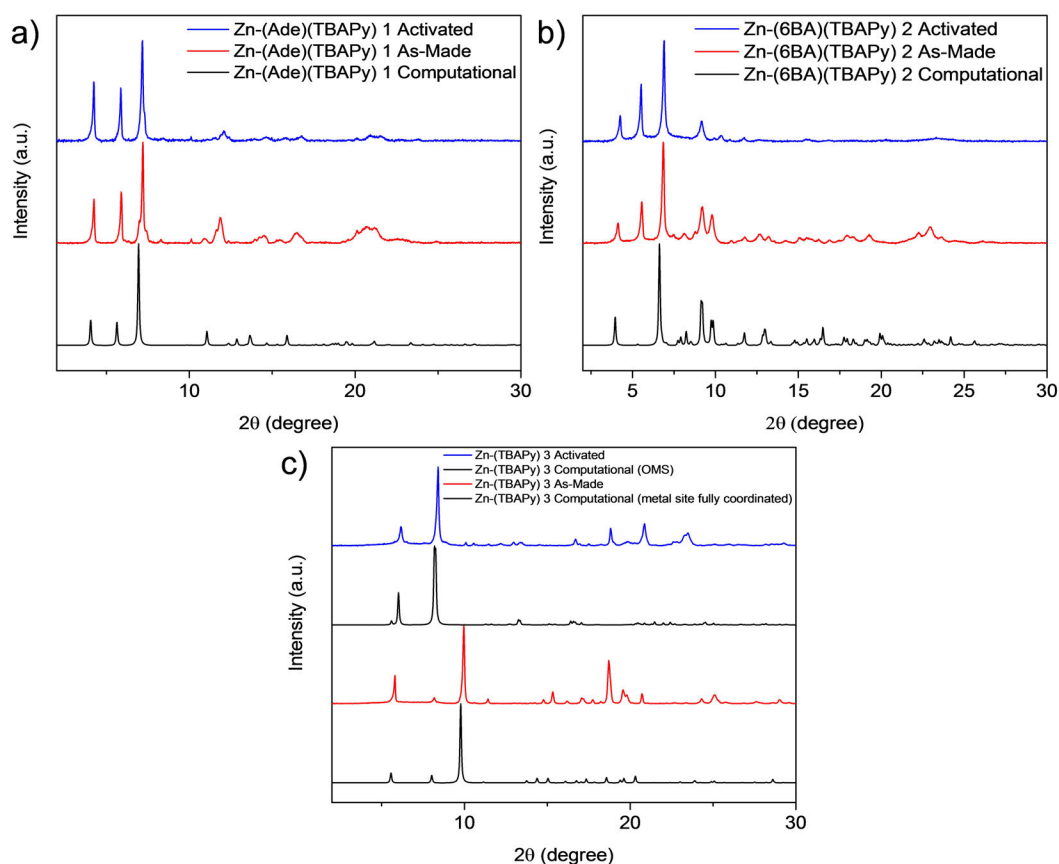 a)
Zn-(Ade)(TBAPy) 1 Activated
Zn-(Ade)(TBAPy) 1 As-Made
Zn-(Ade)(TBAPy) 1 Computational
Intensity (a.u.)
10 20 30
2θ (degree)
b)
Zn-(6BA)(TBAPy) 2 Activated
Zn-(6BA)(TBAPy) 2 As-Made
Zn-(6BA)(TBAPy) 2 Computational
Intensity (a.u.)
5 10 15 20 25 30
2θ (degree)
c)
Zn-(TBAPy) 3 Activated
Zn-(TBAPy) 3 Computational (OMS)
Zn-(TBAPy) 3 As-Made
Zn-(TBAPy) 3 Computational (metal site fully coordinated)
Intensity (a.u.)
10 20 30
2θ (degree)